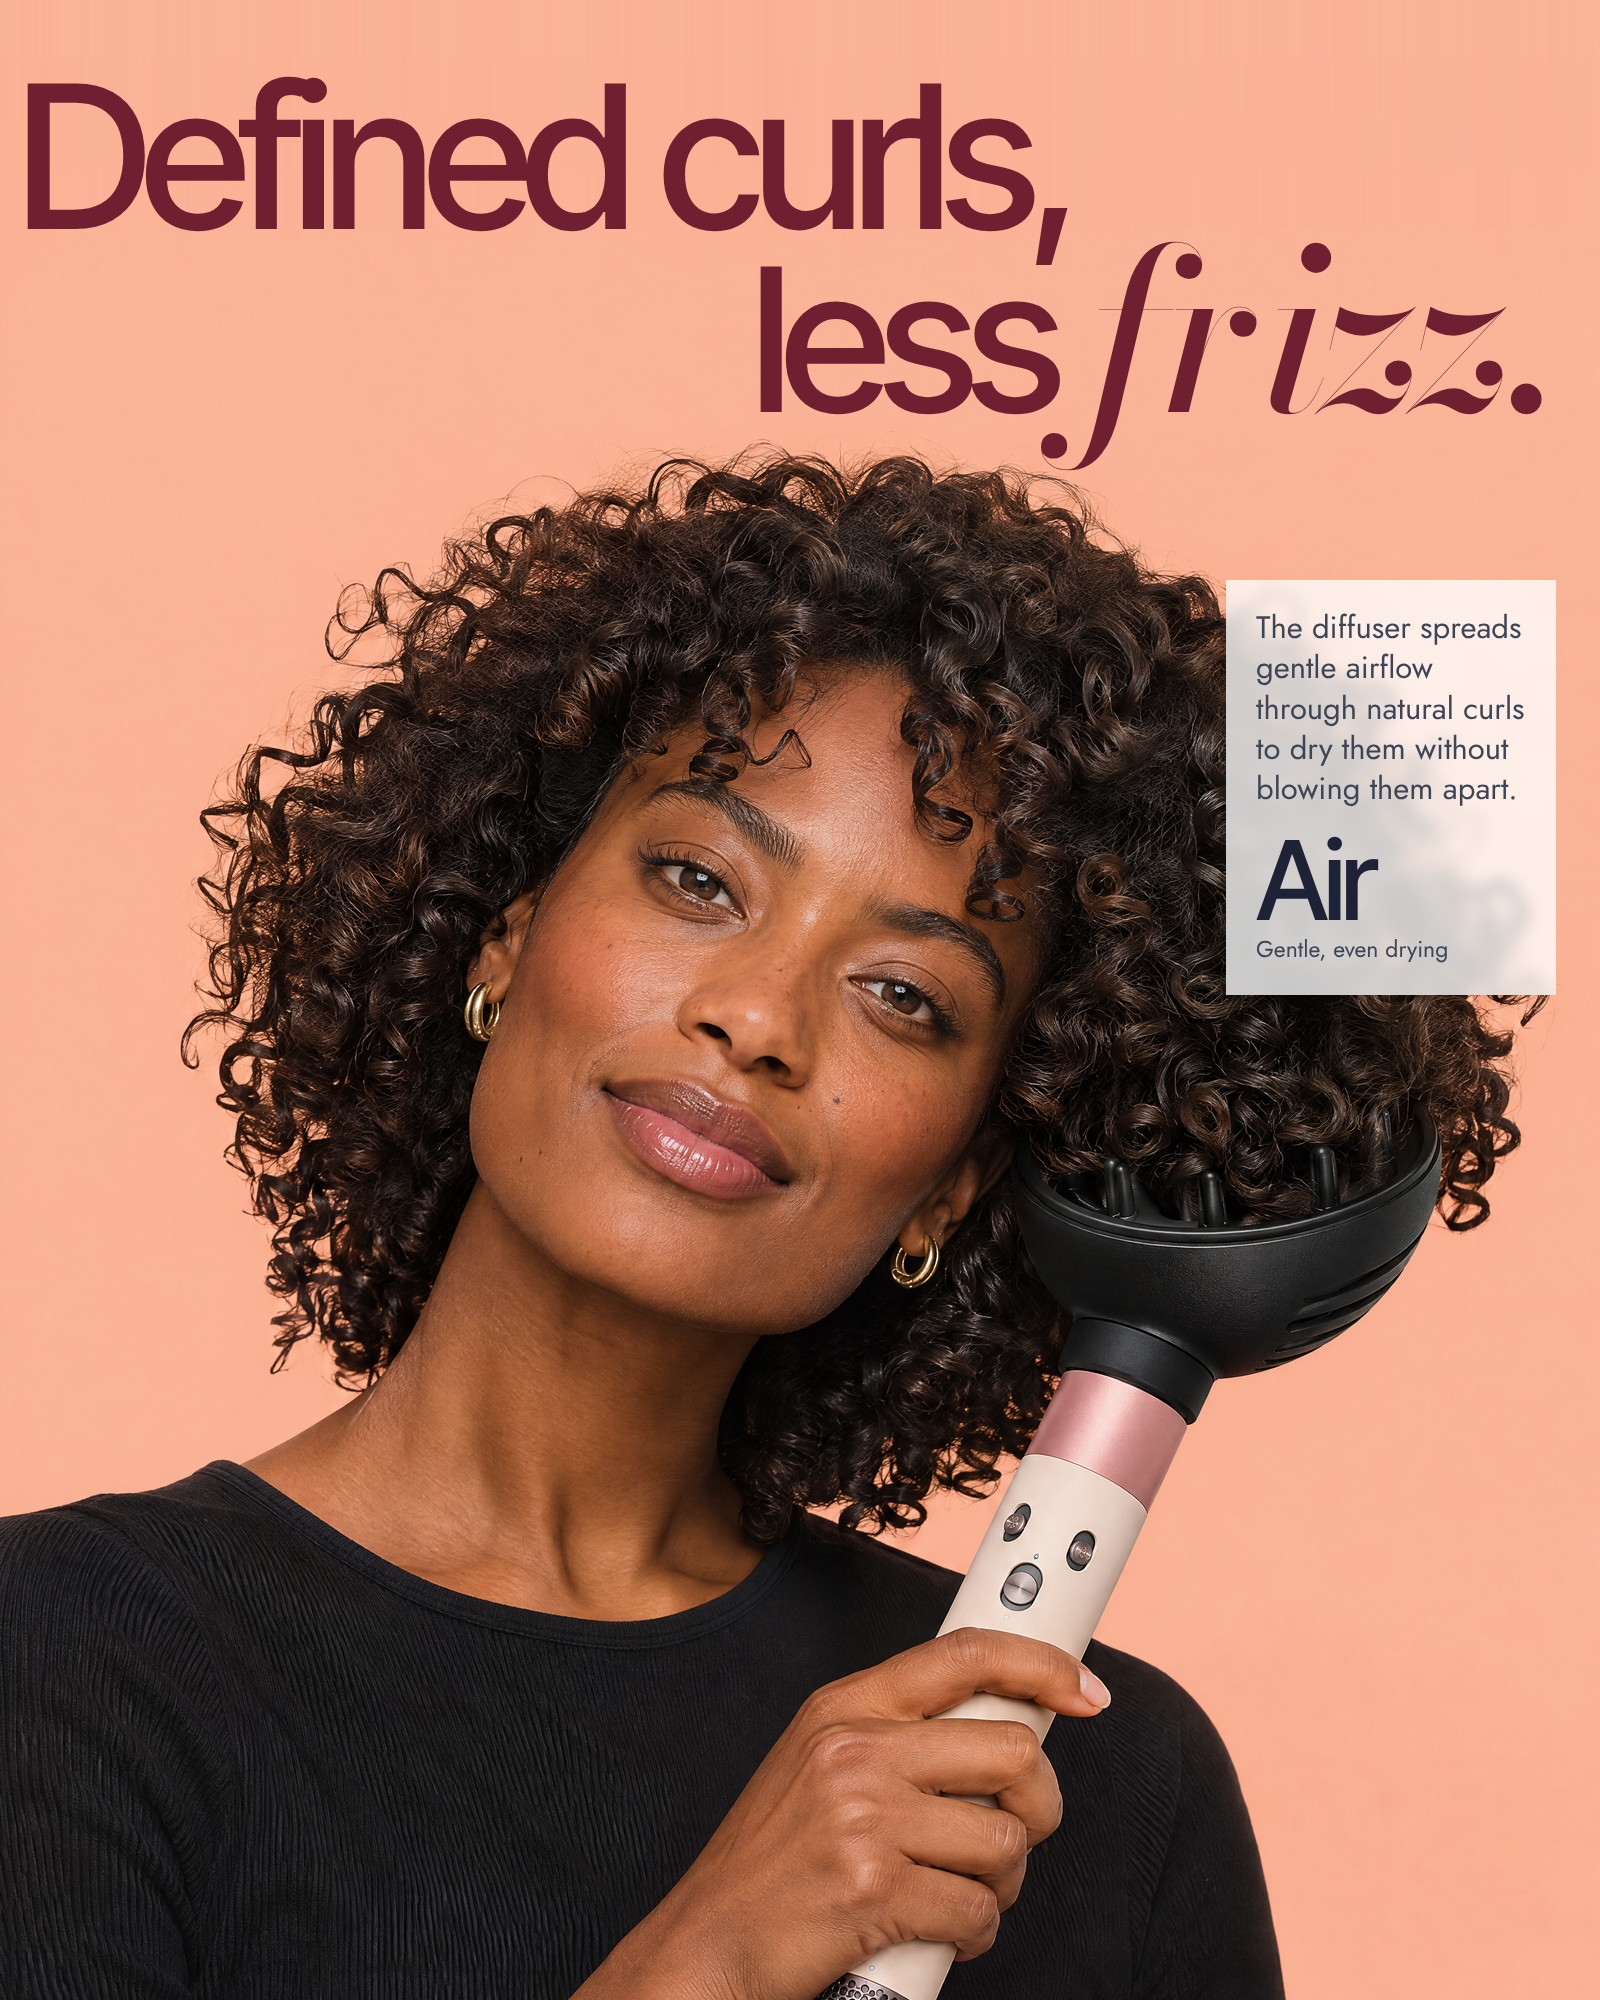 Defined curls,
less frizz.
The diffuser spreads
gentle airflow
through natural curls
to dry them without
blowing them apart.
Air
Gentle, even drying